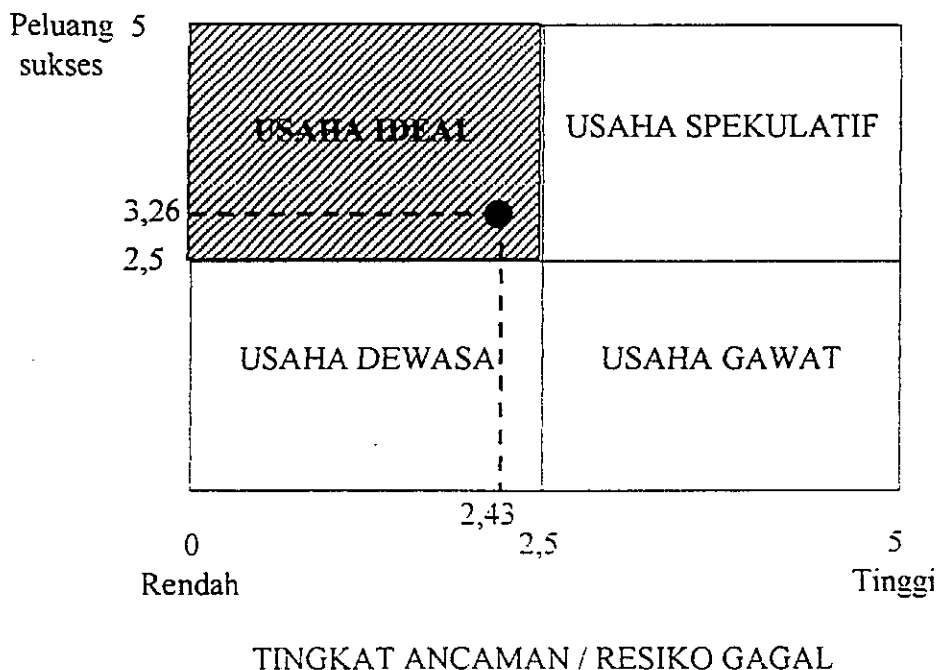 Peluang 5
sukses
USAHA IDEAL
USAHA SPEKULATIF
3,26
2,5
USAHA DEWASA
USAHA GAWAT
2,43
0
2,5
5
Rendah
Tinggi
TINGKAT ANCAMAN / RESIKO GAGAL